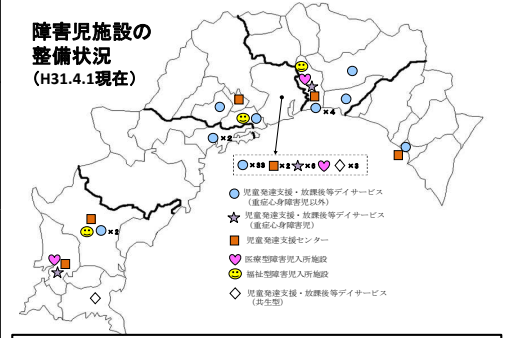 障害児施設の
整備状況
（H31.4.1現在）
×4
×2
×33 ×2 ×6 ×3
児童発達支援・放課後等デイサービス
（重症心身障害児以外）
児童発達支援・放課後等デイサービス
（重症心身障害児）
児童発達支援センター
×2
医療型障害児入所施設
福祉型障害児入所施設
児童発達支援・放課後等デイサービス
（共生型）